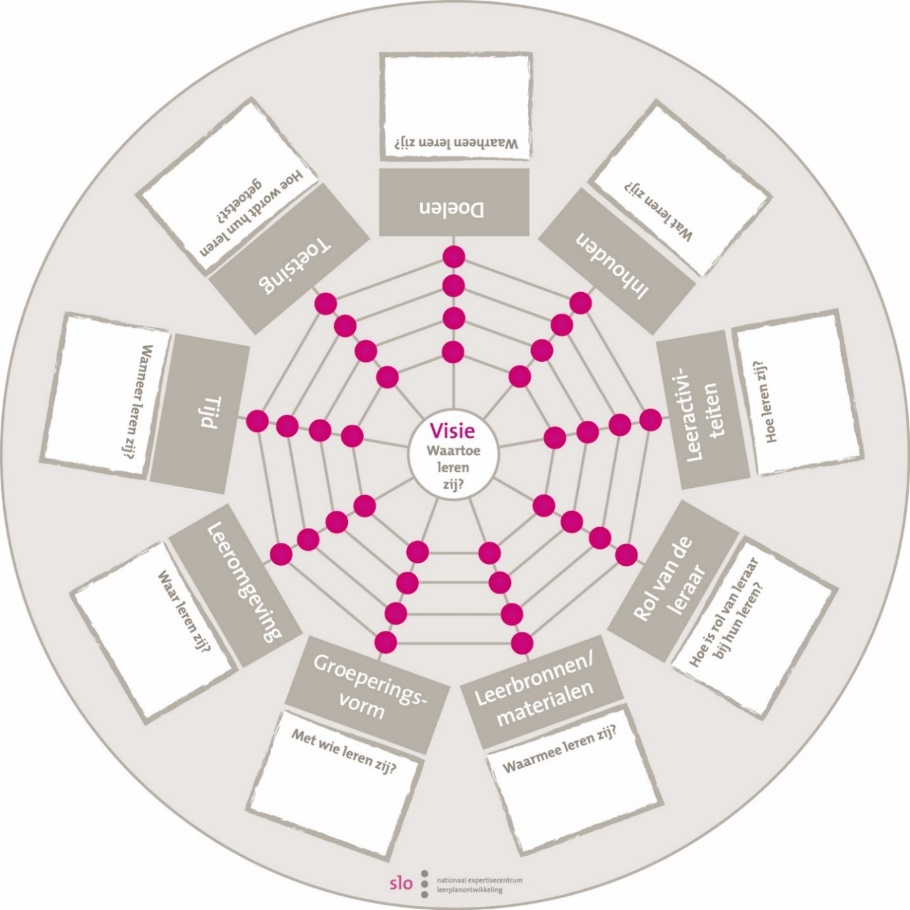 Visie
Waartoe
leren
zij?
Doelen
Waarheen leren zij?
Inhouden
Wat leren zij?
Leeractivi-
teiten
Hoe leren zij?
Rol van de
leraar
Hoe is rol van leraar
bij hun leren?
Leerbronnen/
materialen
Waarmee leren zij?
Groeperings-
vorm
Met wie leren zij?
Leeromgeving
Waar leren zij?
Tijd
Wanneer leren zij?
Toetsing
Hoe wordt hun leren
getoetst?
slo
nationaal expertisecentrum
leerplanontwikkeling